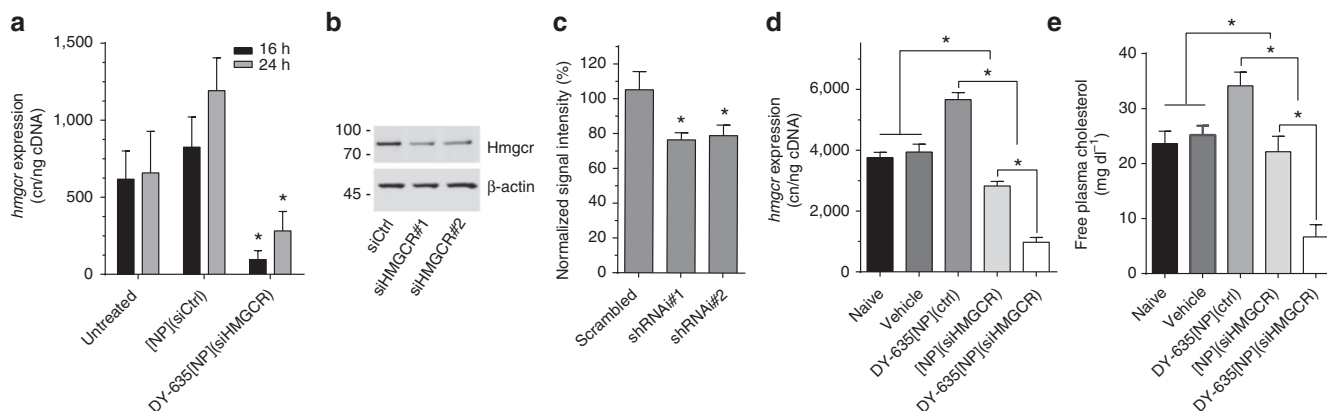 a
hmgcr expression
(cn/ng cDNA)
1,500
1,000
500
0
16 h
24 h
*
*
Untreated
[NP](siCtrl)
DY-635[NP](siHMGCR)
b
100 -
70 -
45 -
Hmgcr
β-actin
siCtrl
siHMGCR#1
siHMGCR#2
c
Normalized signal intensity (%)
120
100
80
60
40
20
0
*
*
Scrambled
shRNAi#1
shRNAi#2
d
hmgcr expression
(cn/ng cDNA)
6,000
4,000
2,000
0
*
*
*
Naive
Vehicle
DY-635[NP](ctrl)
[NP](siHMGCR)
DY-635[NP](siHMGCR)
e
Free plasma cholesterol
(mg dl⁻¹)
40
30
20
10
0
*
*
*
Naive
Vehicle
DY-635[NP](ctrl)
[NP](siHMGCR)
DY-635[NP](siHMGCR)